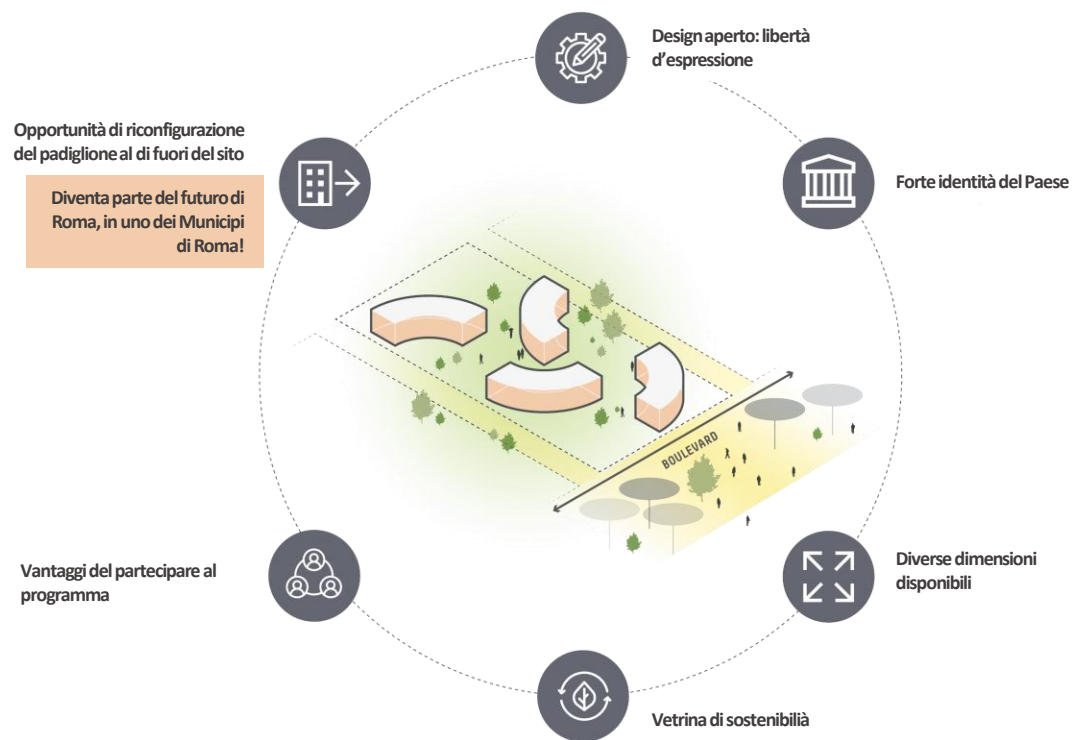 Design aperto: libertà
d'espressione
Opportunità di riconfigurazione
del padiglione al di fuori del sito
Diventa parte del futuro di
Roma, in uno dei Municipi
di Roma!
Forte identità del Paese
BOULEVARD
Vantaggi del partecipare al
programma
Diverse dimensioni
disponibili
Vetrina di sostenibilià